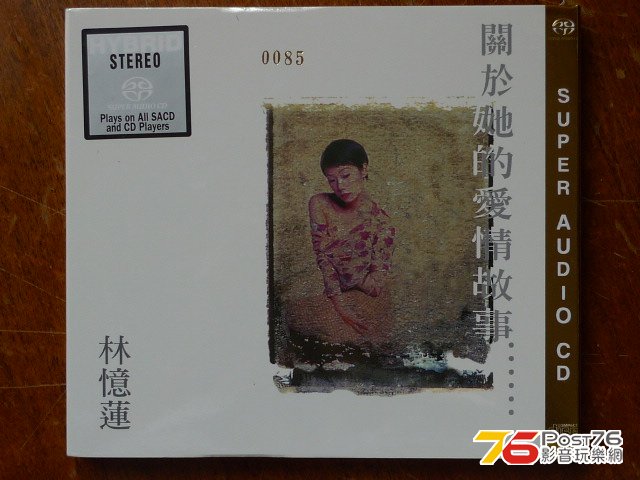 HYBRID
STEREO
SUPER AUDIO CD
Plays on All SACD
and CD Players
0085
關於她的愛情故事.......
林憶蓮
SUPER AUDIO CD
76 Post76
影音玩樂網